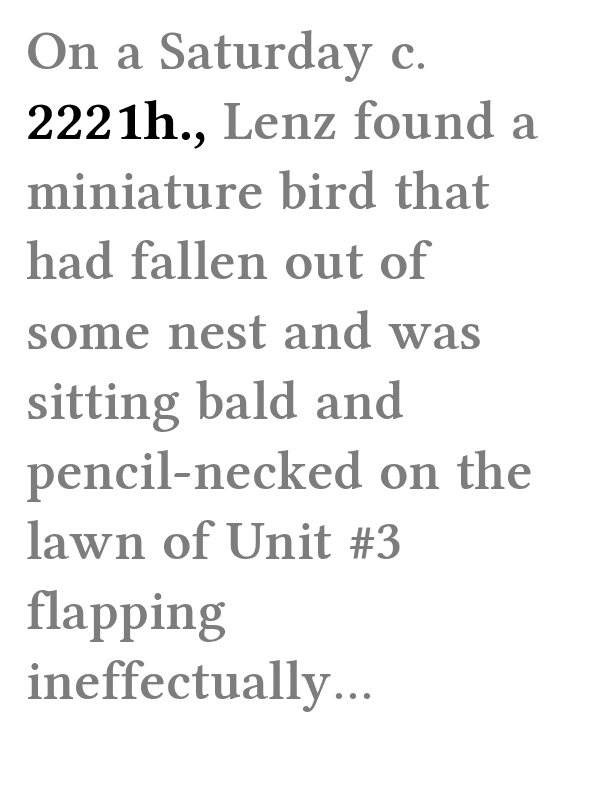 On a Saturday c.
2221h., Lenz found a
miniature bird that
had fallen out of
some nest and was
sitting bald and
pencil-necked on the
lawn of Unit #3
flapping
ineffectually...